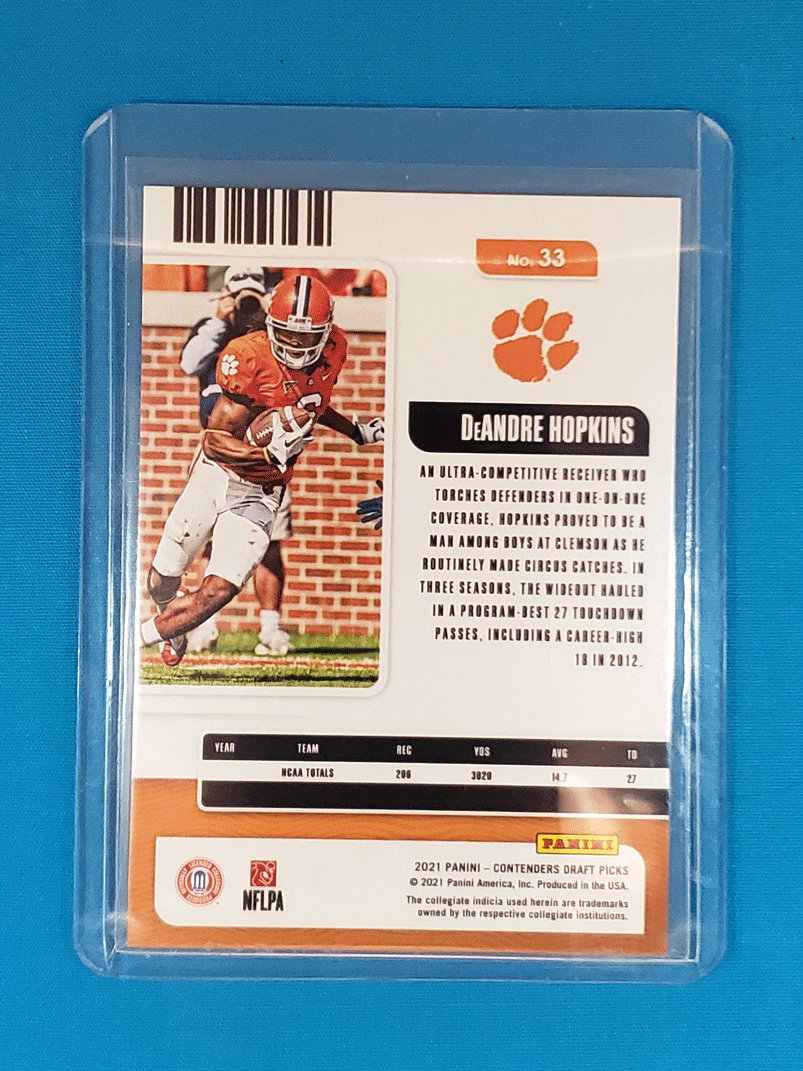 No. 33
DeANDRE HOPKINS
AN ULTRA-COMPETITIVE RECEIVER WHO
TORCHES DEFENDERS IN ONE-ON-ONE
COVERAGE, HOPKINS PROVED TO BE A
MAN AMONG BOYS AT CLEMSON AS HE
ROUTINELY MADE CIRCUS CATCHES. IN
THREE SEASONS, THE WIDEOUT HAULED
IN A PROGRAM-BEST 27 TOUCHDOWN
PASSES, INCLUDING A CAREER-HIGH
18 IN 2012.
YEAR TEAM REC YDS AVG TD
NCAA TOTALS 206 3020 14.7 27
PANINI
2021 PANINI – CONTENDERS DRAFT PICKS
© 2021 Panini America, Inc. Produced in the USA.
The collegiate indicia used herein are trademarks
owned by the respective collegiate institutions.
OFFICIALLY LICENSED COLLEGIATE PRODUCTS
NFLPA